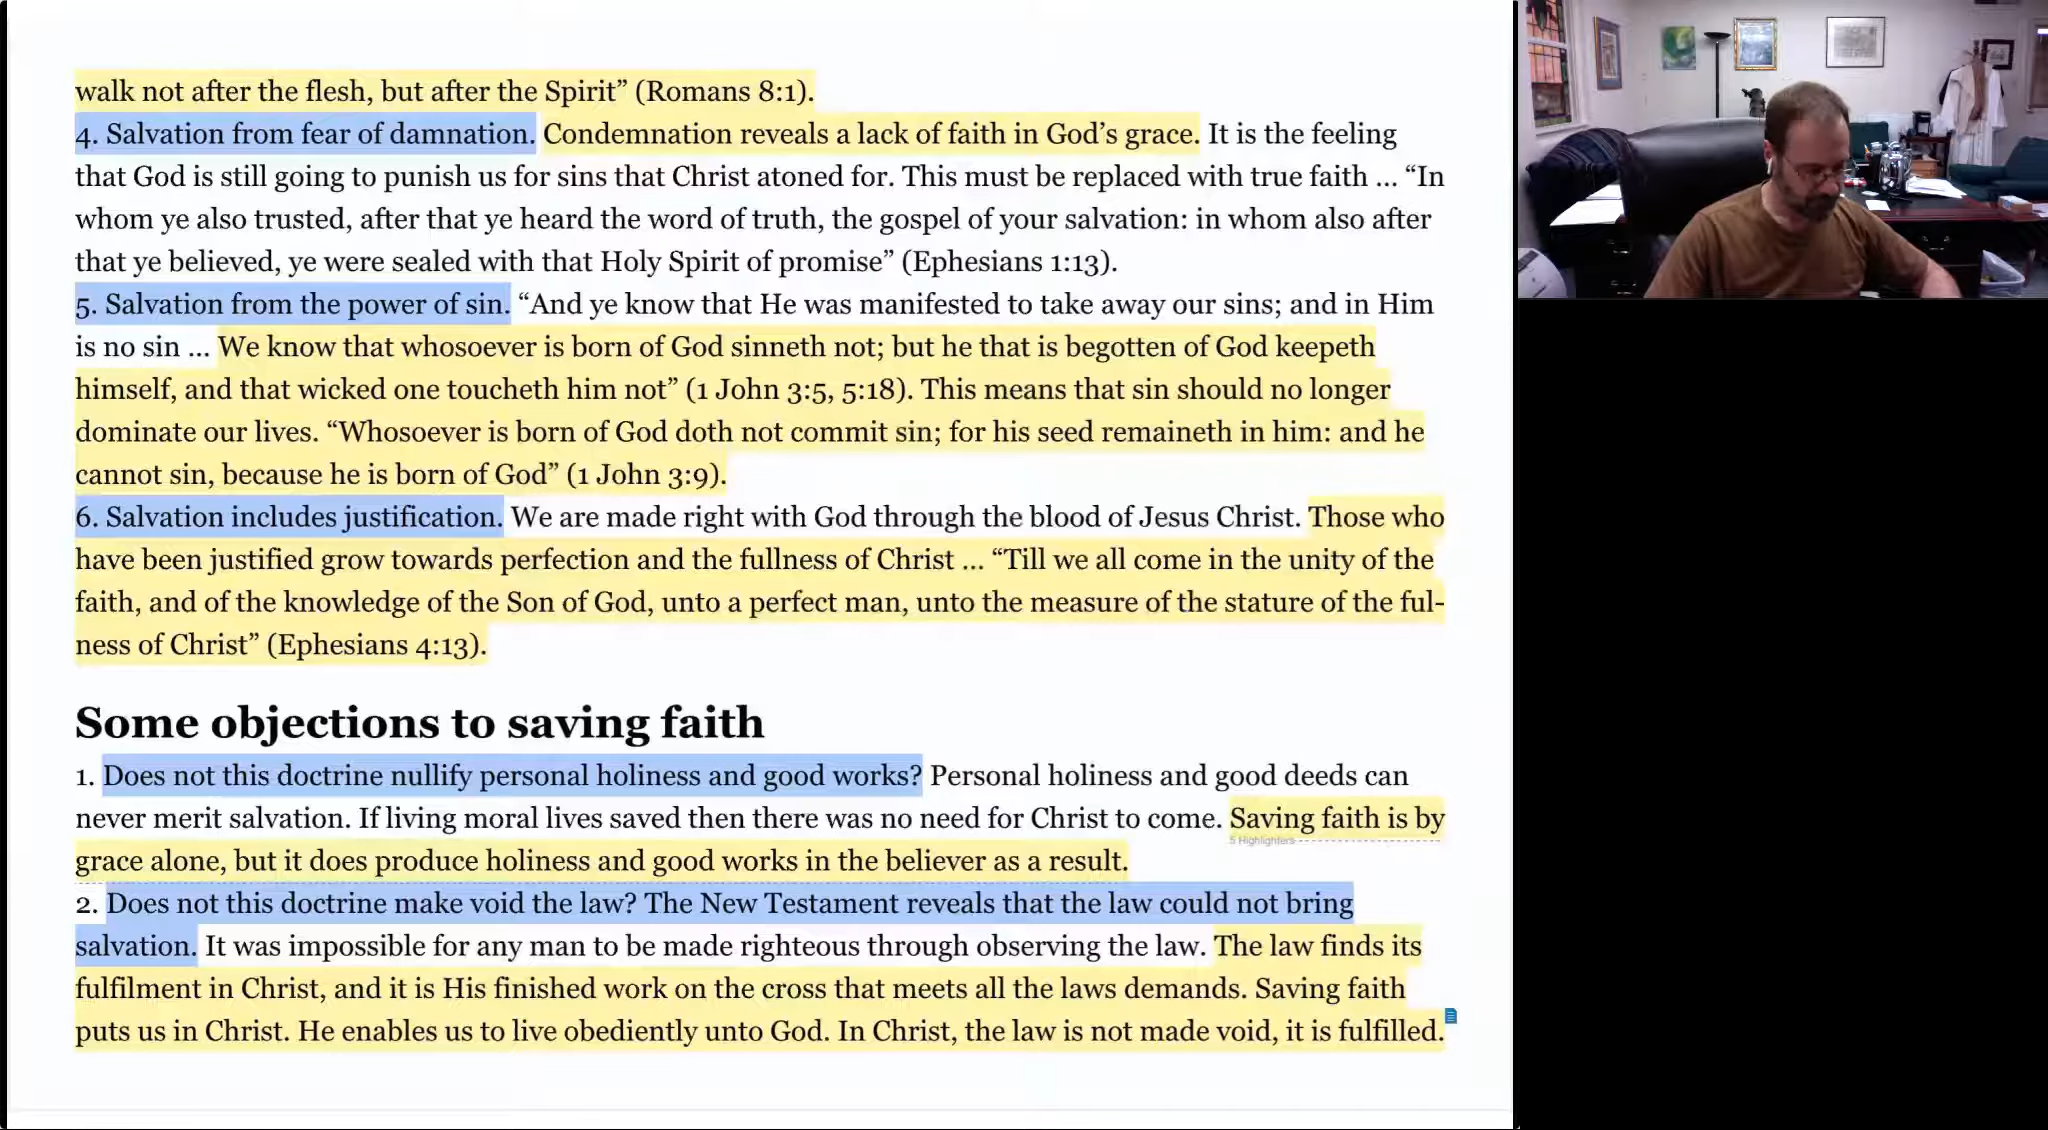 walk not after the flesh, but after the Spirit” (Romans 8:1).
4. Salvation from fear of damnation. Condemnation reveals a lack of faith in God’s grace. It is the feeling
that God is still going to punish us for sins that Christ atoned for. This must be replaced with true faith ... “In
whom ye also trusted, after that ye heard the word of truth, the gospel of your salvation: in whom also after
that ye believed, ye were sealed with that Holy Spirit of promise” (Ephesians 1:13).
5. Salvation from the power of sin. “And ye know that He was manifested to take away our sins; and in Him
is no sin ... We know that whosoever is born of God sinneth not; but he that is begotten of God keepeth
himself, and that wicked one toucheth him not” (1 John 3:5, 5:18). This means that sin should no longer
dominate our lives. “Whosoever is born of God doth not commit sin; for his seed remaineth in him: and he
cannot sin, because he is born of God” (1 John 3:9).
6. Salvation includes justification. We are made right with God through the blood of Jesus Christ. Those who
have been justified grow towards perfection and the fullness of Christ ... “Till we all come in the unity of the
faith, and of the knowledge of the Son of God, unto a perfect man, unto the measure of the stature of the ful-
ness of Christ” (Ephesians 4:13).
Some objections to saving faith
1. Does not this doctrine nullify personal holiness and good works? Personal holiness and good deeds can
never merit salvation. If living moral lives saved then there was no need for Christ to come. Saving faith is by
5 Highlighters
grace alone, but it does produce holiness and good works in the believer as a result.
2. Does not this doctrine make void the law? The New Testament reveals that the law could not bring
salvation. It was impossible for any man to be made righteous through observing the law. The law finds its
fulfilment in Christ, and it is His finished work on the cross that meets all the laws demands. Saving faith
puts us in Christ. He enables us to live obediently unto God. In Christ, the law is not made void, it is fulfilled.